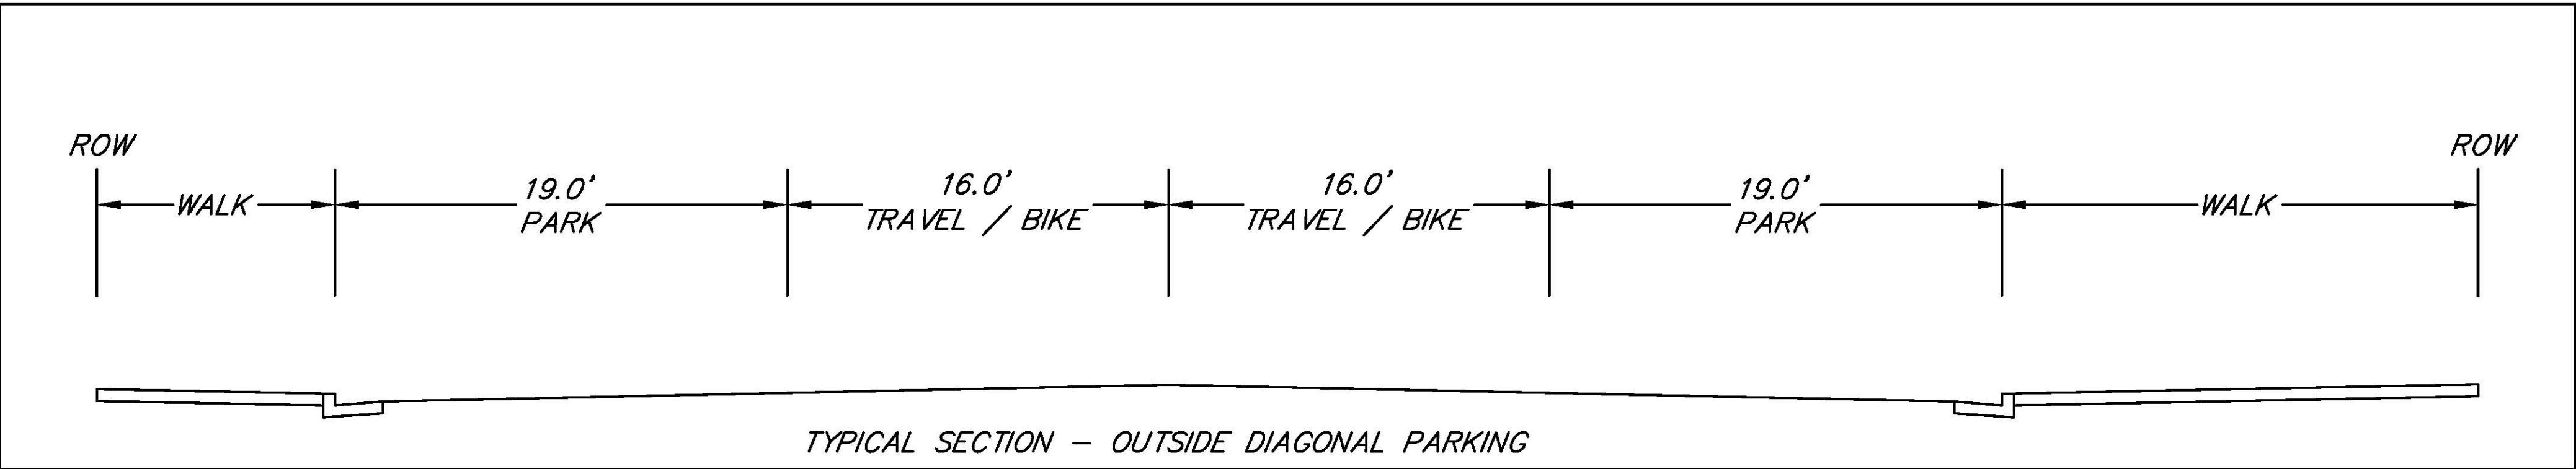 ROW
ROW
WALK
19.0'
PARK
16.0'
TRAVEL / BIKE
16.0'
TRAVEL / BIKE
19.0'
PARK
WALK
TYPICAL SECTION – OUTSIDE DIAGONAL PARKING